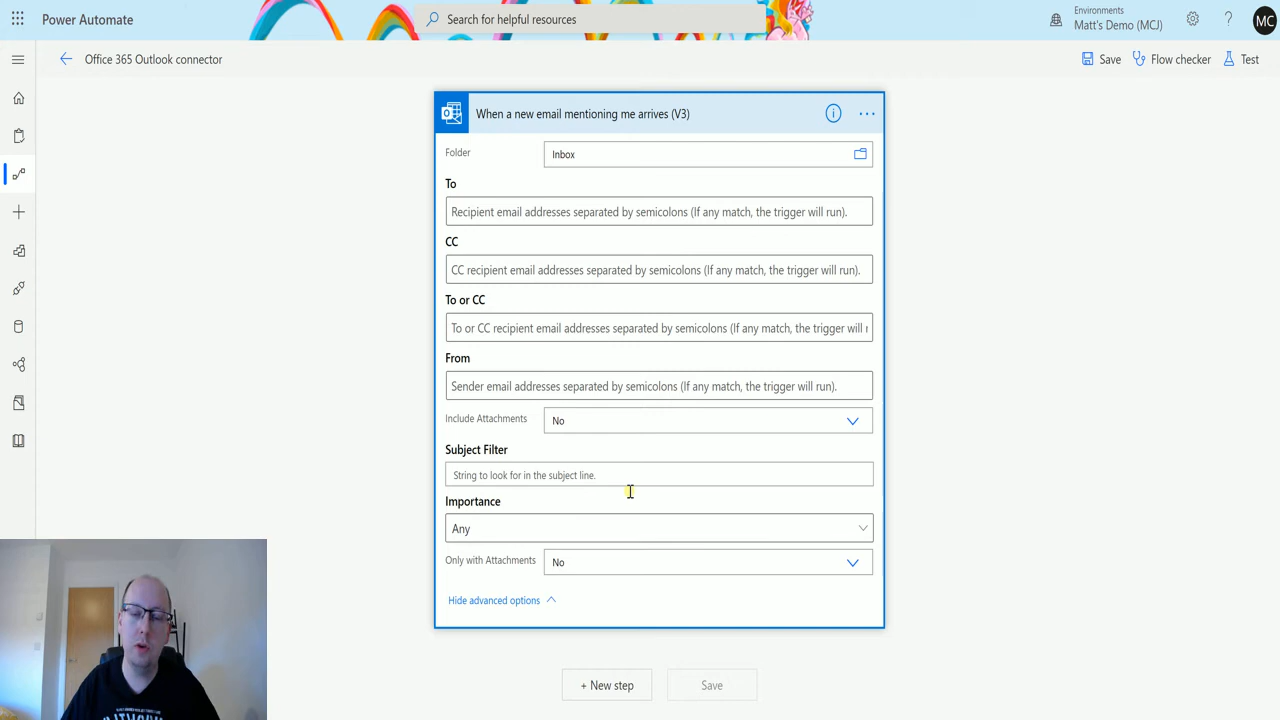 Power Automate
Search for helpful resources
Environments
Matt's Demo (MCJ)
MC
Office 365 Outlook connector
Save
Flow checker
Test
When a new email mentioning me arrives (V3)
Folder
Inbox
To
Recipient email addresses separated by semicolons (If any match, the trigger will run).
CC
CC recipient email addresses separated by semicolons (If any match, the trigger will run).
To or CC
To or CC recipient email addresses separated by semicolons (If any match, the trigger will r
From
Sender email addresses separated by semicolons (If any match, the trigger will run).
Include Attachments
No
Subject Filter
String to look for in the subject line.
Importance
Any
Only with Attachments
No
Hide advanced options
+ New step
Save